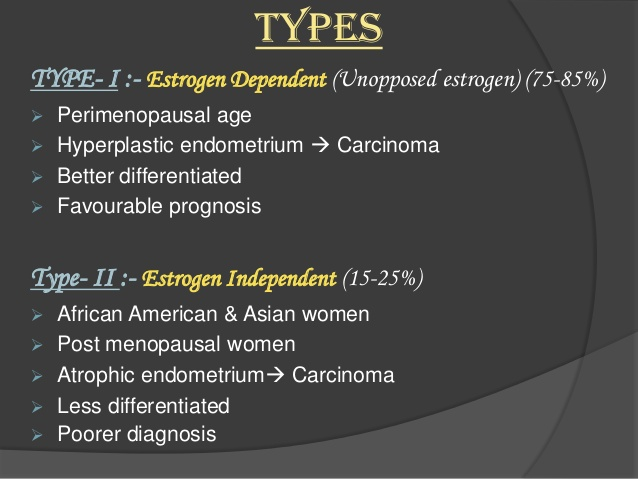 TYPES
TYPE- I :- Estrogen Dependent (Unopposed estrogen) (75-85%)
➢ Perimenopausal age
➢ Hyperplastic endometrium → Carcinoma
➢ Better differentiated
➢ Favourable prognosis
Type- II :- Estrogen Independent (15-25%)
➢ African American & Asian women
➢ Post menopausal women
➢ Atrophic endometrium→ Carcinoma
➢ Less differentiated
➢ Poorer diagnosis